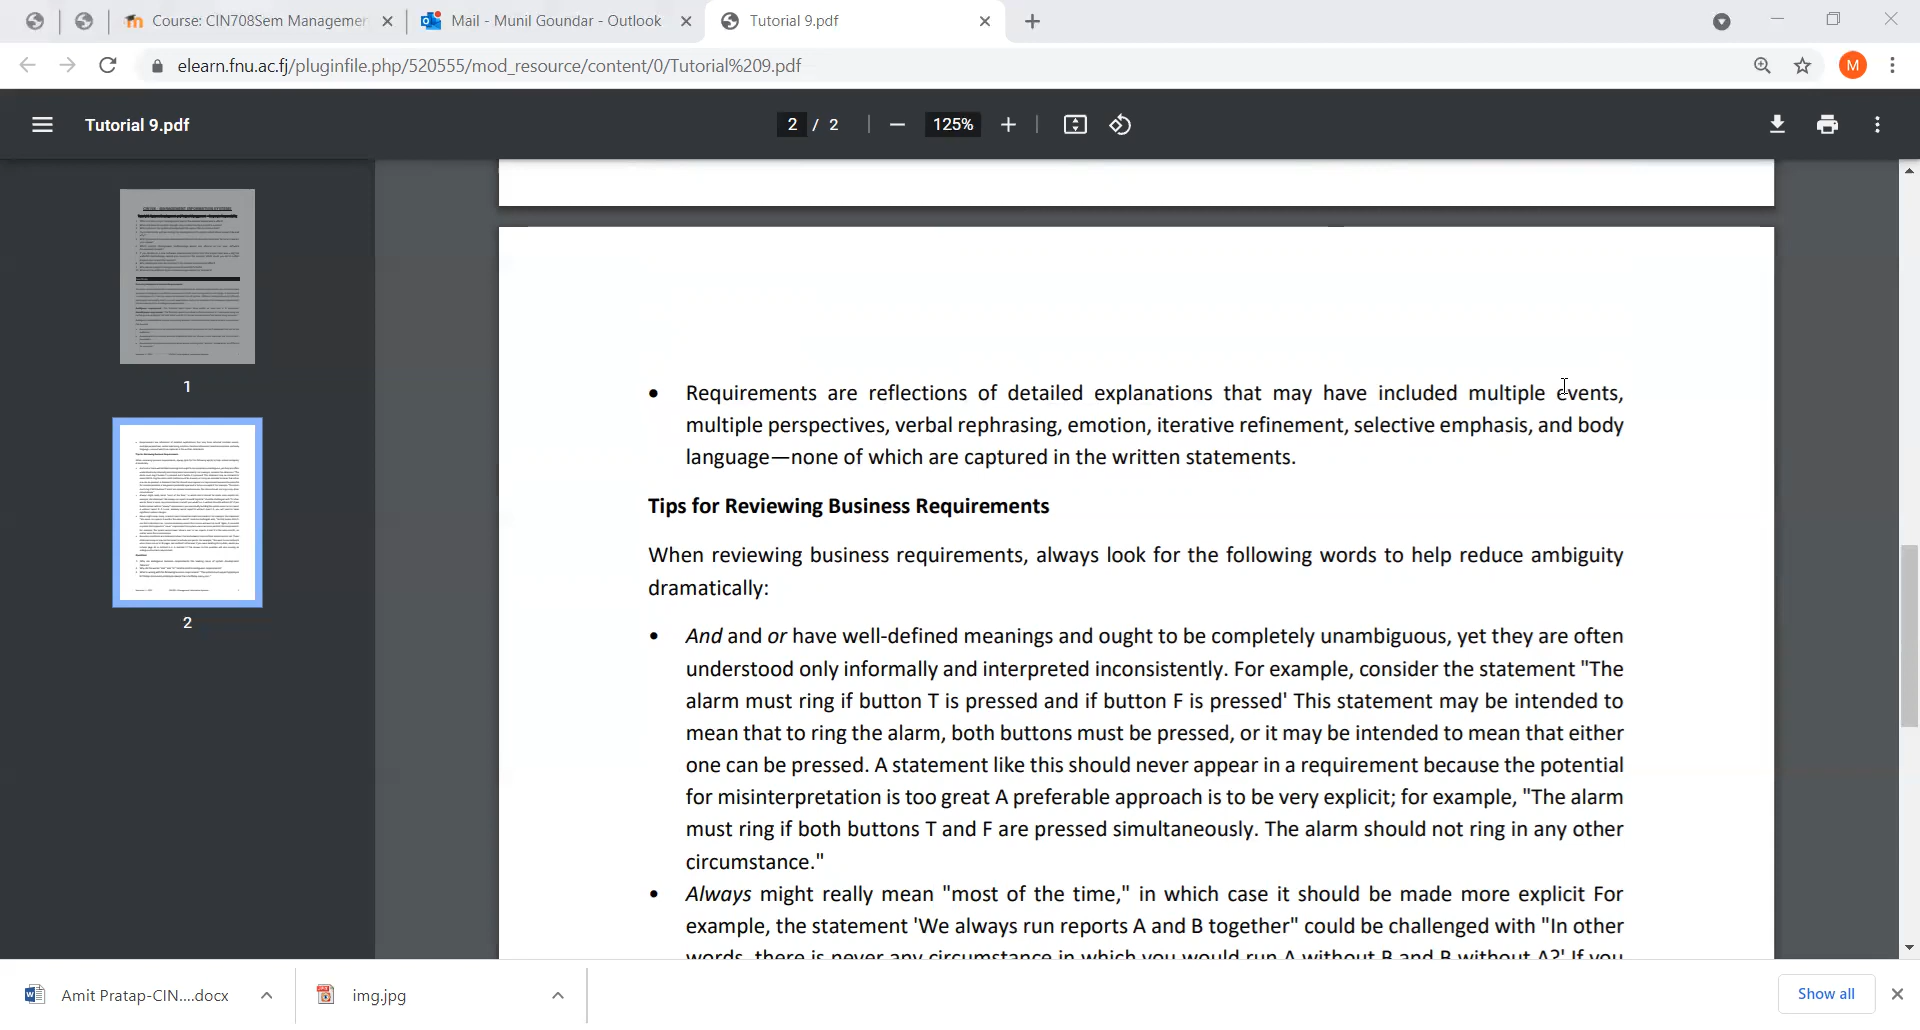 Course: CIN708Sem Managemen
Mail - Munil Goundar - Outlook
Tutorial 9.pdf
elearn.fnu.ac.fj/pluginfile.php/520555/mod_resource/content/0/Tutorial%209.pdf
M
Tutorial 9.pdf
2 / 2
125%
1
2
• Requirements are reflections of detailed explanations that may have included multiple events,
multiple perspectives, verbal rephrasing, emotion, iterative refinement, selective emphasis, and body
language—none of which are captured in the written statements.
Tips for Reviewing Business Requirements
When reviewing business requirements, always look for the following words to help reduce ambiguity
dramatically:
• And and or have well-defined meanings and ought to be completely unambiguous, yet they are often
understood only informally and interpreted inconsistently. For example, consider the statement "The
alarm must ring if button T is pressed and if button F is pressed' This statement may be intended to
mean that to ring the alarm, both buttons must be pressed, or it may be intended to mean that either
one can be pressed. A statement like this should never appear in a requirement because the potential
for misinterpretation is too great A preferable approach is to be very explicit; for example, "The alarm
must ring if both buttons T and F are pressed simultaneously. The alarm should not ring in any other
circumstance."
• Always might really mean "most of the time," in which case it should be made more explicit For
example, the statement 'We always run reports A and B together" could be challenged with "In other
words, there is never any circumstance in which you would run A without B and B without A?' If you
Amit Pratap-CIN....docx
img.jpg
Show all